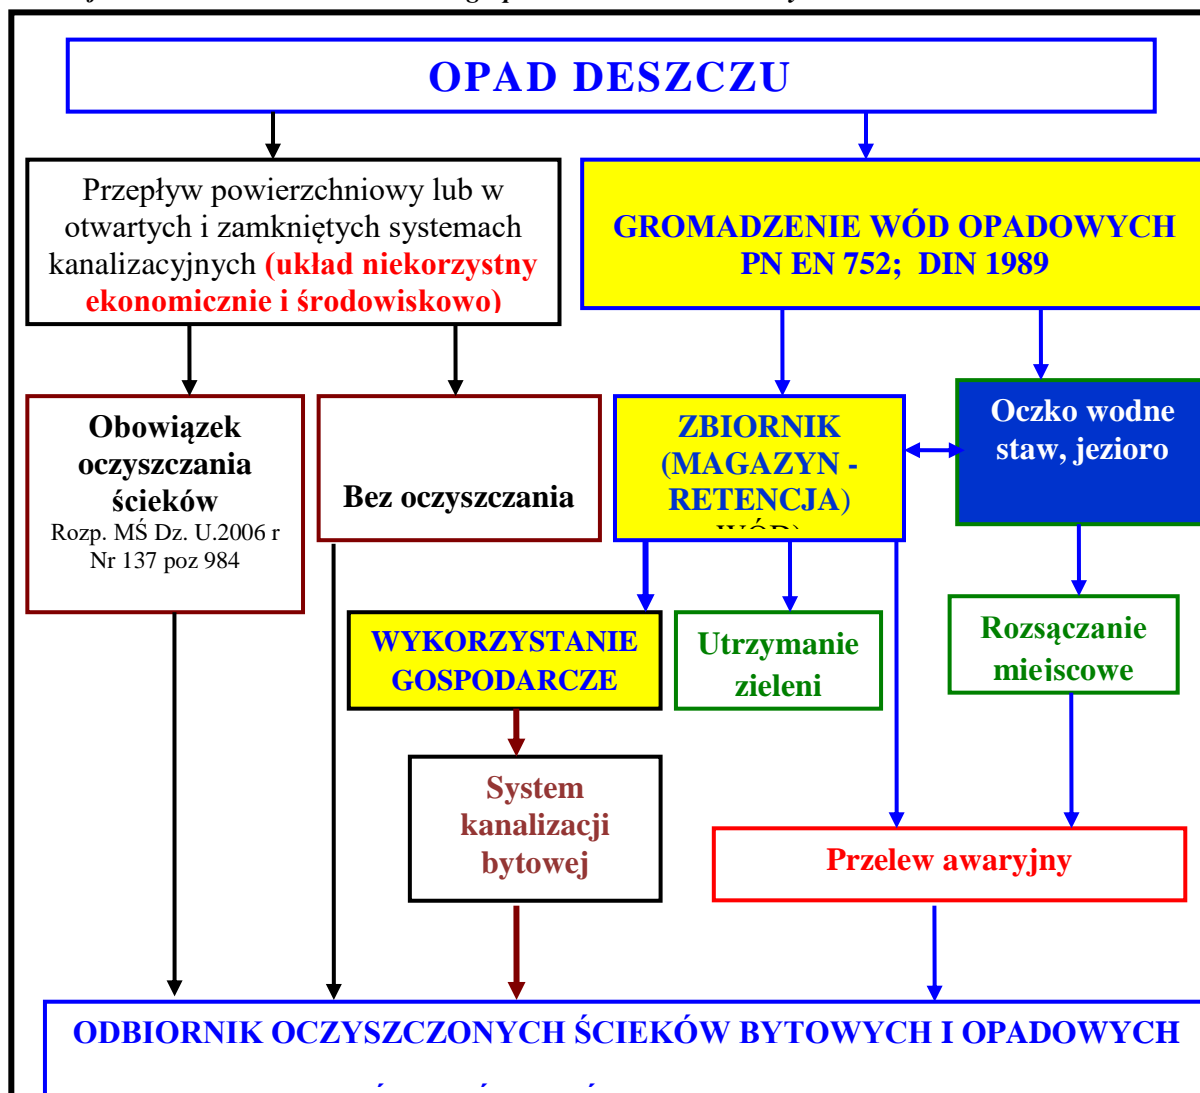 OPAD DESZCZU
Przepływ powierzchniowy lub w
otwartych i zamkniętych systemach
kanalizacyjnych (układ niekorzystny
ekonomicznie i środowiskowo)
GROMADZENIE WÓD OPADOWYCH
PN EN 752; DIN 1989
Obowiązek
oczyszczania
ścieków
Rozp. MŚ Dz. U.2006 r
Nr 137 poz 984
Bez oczyszczania
ZBIORNIK
(MAGAZYN -
RETENCJA)
WÓD)
Oczko wodne
staw, jezioro
WYKORZYSTANIE
GOSPODARCZE
Utrzymanie
zieleni
Rozsączanie
miejscowe
System
kanalizacji
bytowej
Przelew awaryjny
ODBIORNIK OCZYSZCZONYCH ŚCIEKÓW BYTOWYCH I OPADOWYCH